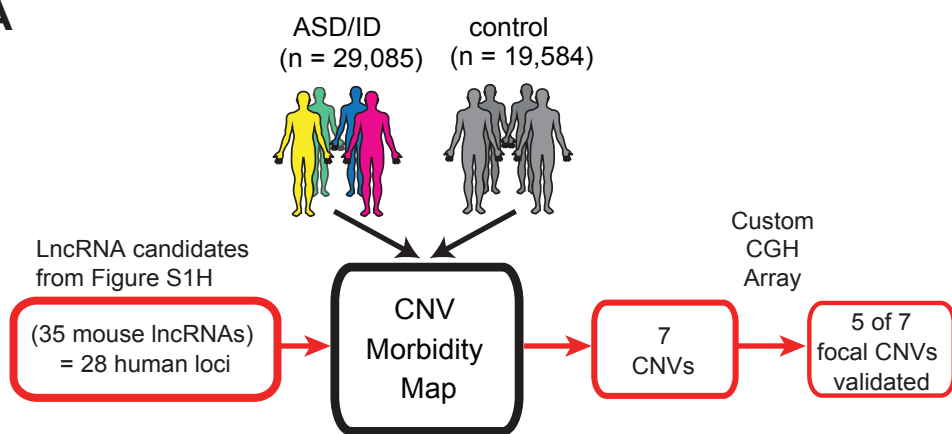 A
ASD/ID
(n = 29,085)
control
(n = 19,584)
LncRNA candidates
from Figure S1H
(35 mouse lncRNAs)
= 28 human loci
CNV
Morbidity
Map
7
CNVs
Custom
CGH
Array
5 of 7
focal CNVs
validated